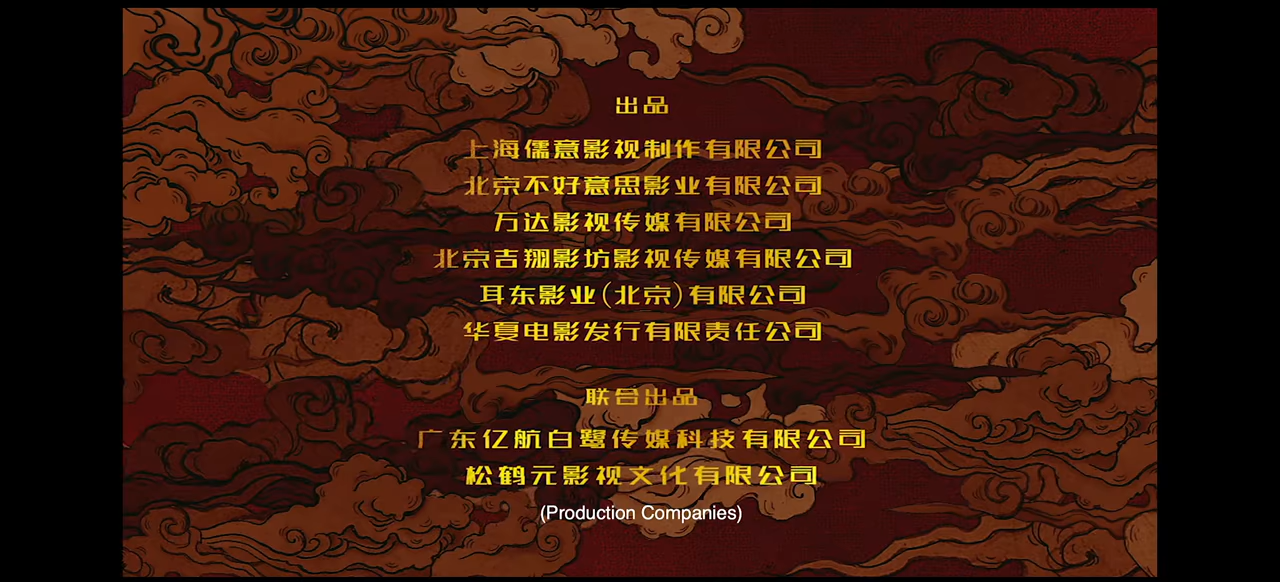 出品
上海儒意影视制作有限公司
北京不好意思影业有限公司
万达影视传媒有限公司
北京吉翔影坊影视传媒有限公司
耳东影业(北京)有限公司
华夏电影发行有限责任公司
联合出品
广东亿航白鹭传媒科技有限公司
松鹤元影视文化有限公司
(Production Companies)